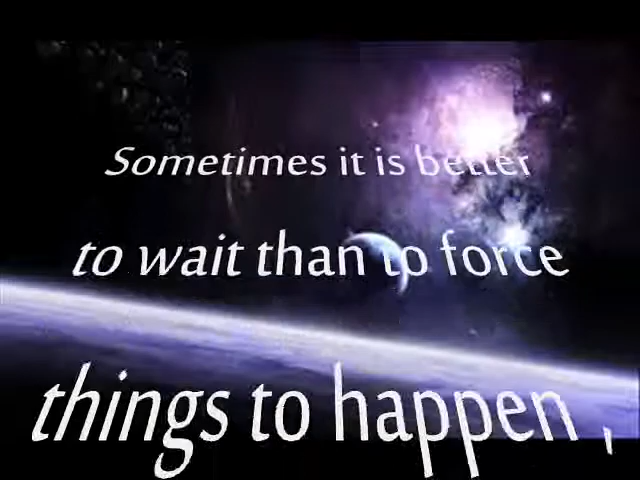 Sometimes it is better
to wait than to force
things to happen ,